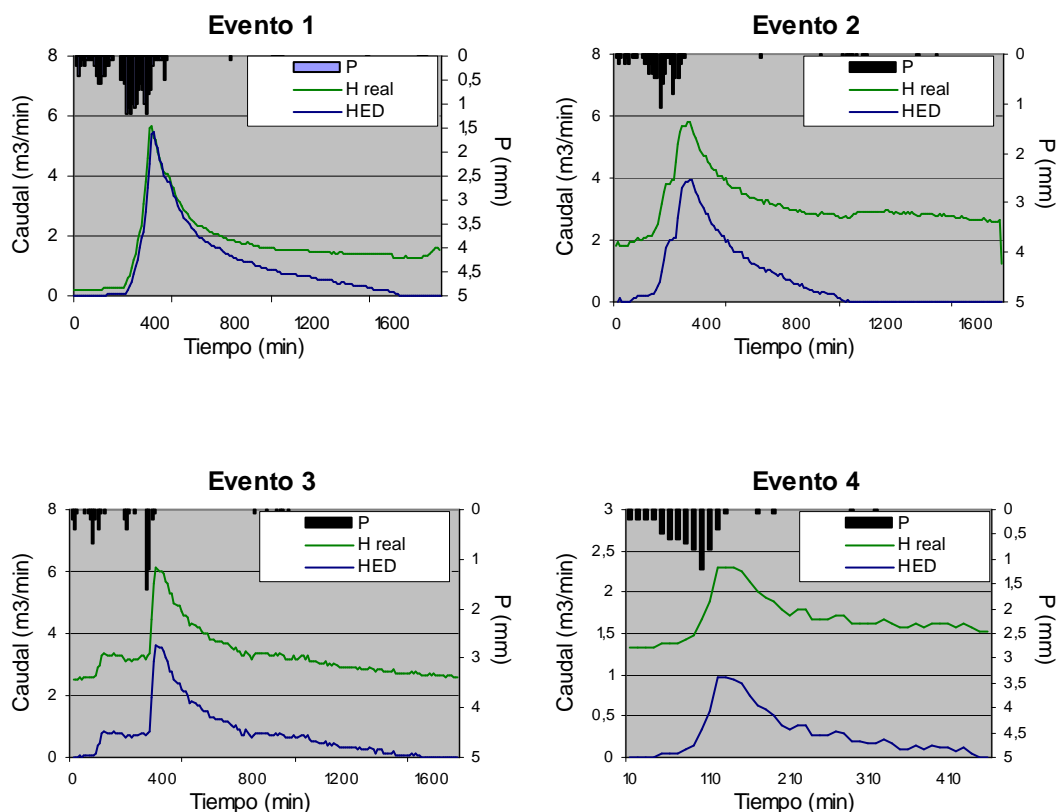 Evento 1
8
6
4
2
0
0
0,5
1
1,5
2
2,5
3
3,5
4
4,5
5
P
H real
HED
Caudal (m3/min)
P (mm)
0 400 800 1200 1600
Tiempo (min)
Evento 2
8
6
4
2
0
0
1
2
3
4
5
P
H real
HED
Caudal (m3/min)
P (mm)
0 400 800 1200 1600
Tiempo (min)
Evento 3
8
6
4
2
0
0
1
2
3
4
5
P
H real
HED
Caudal (m3/min)
P (mm)
0 400 800 1200 1600
Tiempo (min)
Evento 4
3
2,5
2
1,5
1
0,5
0
0
0,5
1
1,5
2
2,5
3
3,5
4
4,5
5
P
H real
HED
Caudal (m3/min)
P (mm)
10 110 210 310 410
Tiempo (min)